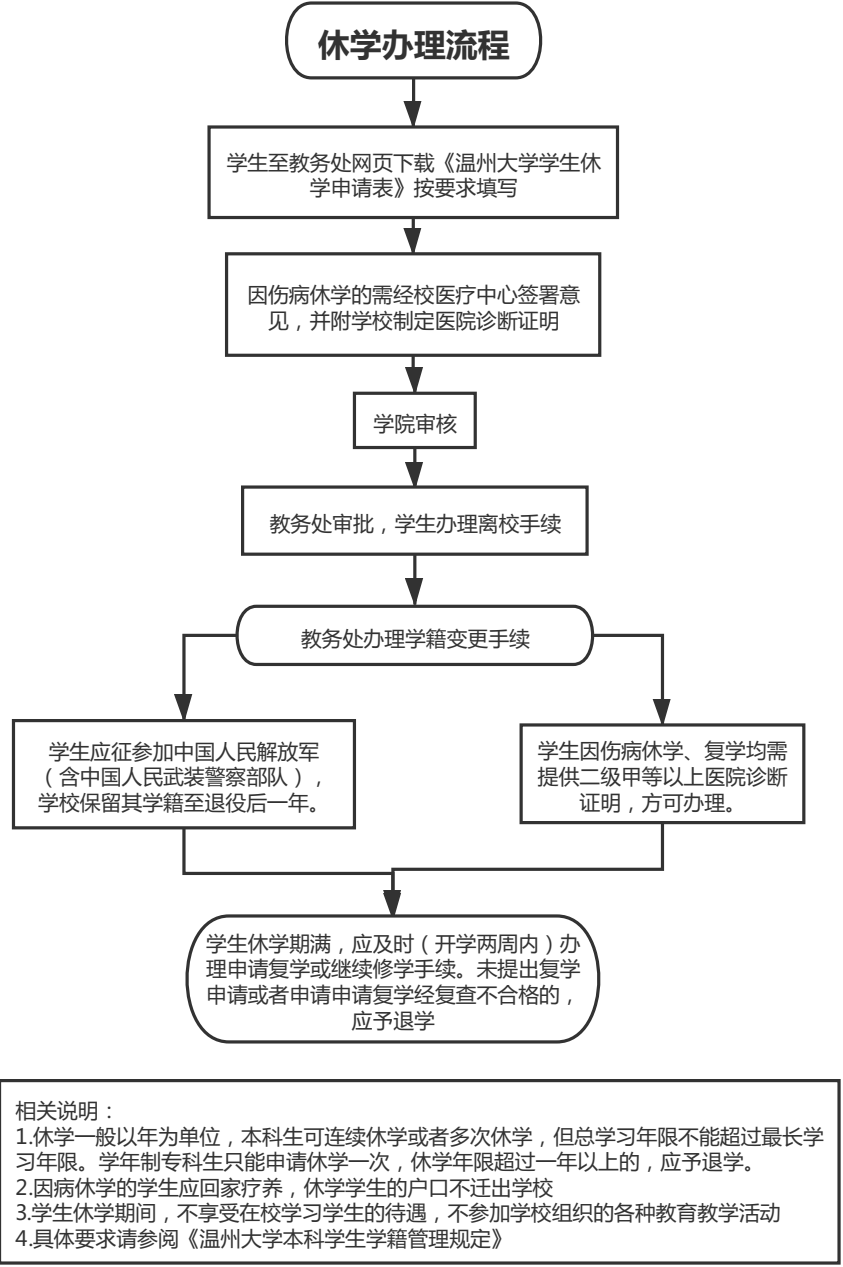 休学办理流程
学生至教务处网页下载《温州大学学生休
学申请表》按要求填写
因伤病休学的需经校医疗中心签署意
见，并附学校制定医院诊断证明
学院审核
教务处审批，学生办理离校手续
教务处办理学籍变更手续
学生应征参加中国人民解放军
（含中国人民武装警察部队），
学校保留其学籍至退役后一年。
学生因伤病休学、复学均需
提供二级甲等以上医院诊断
证明，方可办理。
学生休学期满，应及时（开学两周内）办
理申请复学或继续修学手续。未提出复学
申请或者申请申请复学经复查不合格的，
应予退学
相关说明：
1.休学一般以年为单位，本科生可连续休学或者多次休学，但总学习年限不能超过最长学
习年限。学年制专科生只能申请休学一次，休学年限超过一年以上的，应予退学。
2.因病休学的学生应回家疗养，休学学生的户口不迁出学校
3.学生休学期间，不享受在校学习学生的待遇，不参加学校组织的各种教育教学活动
4.具体要求请参阅《温州大学本科学生学籍管理规定》